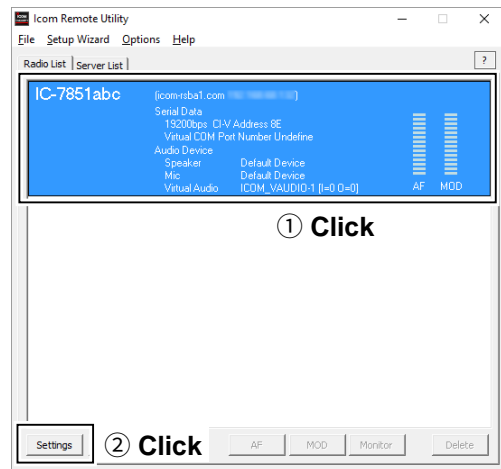 Icom Remote Utility
File Setup Wizard Options Help
Radio List Server List ?
IC-7851abc (icom-rsba1.com )
Serial Data
19200bps CI-V Address 8E
Virtual COM Port Number Undefine
Audio Device
Speaker Default Device
Mic Default Device
Virtual Audio ICOM_VAUDIO-1 [I=0 O=0] AF MOD
① Click
Settings ② Click AF MOD Monitor Delete